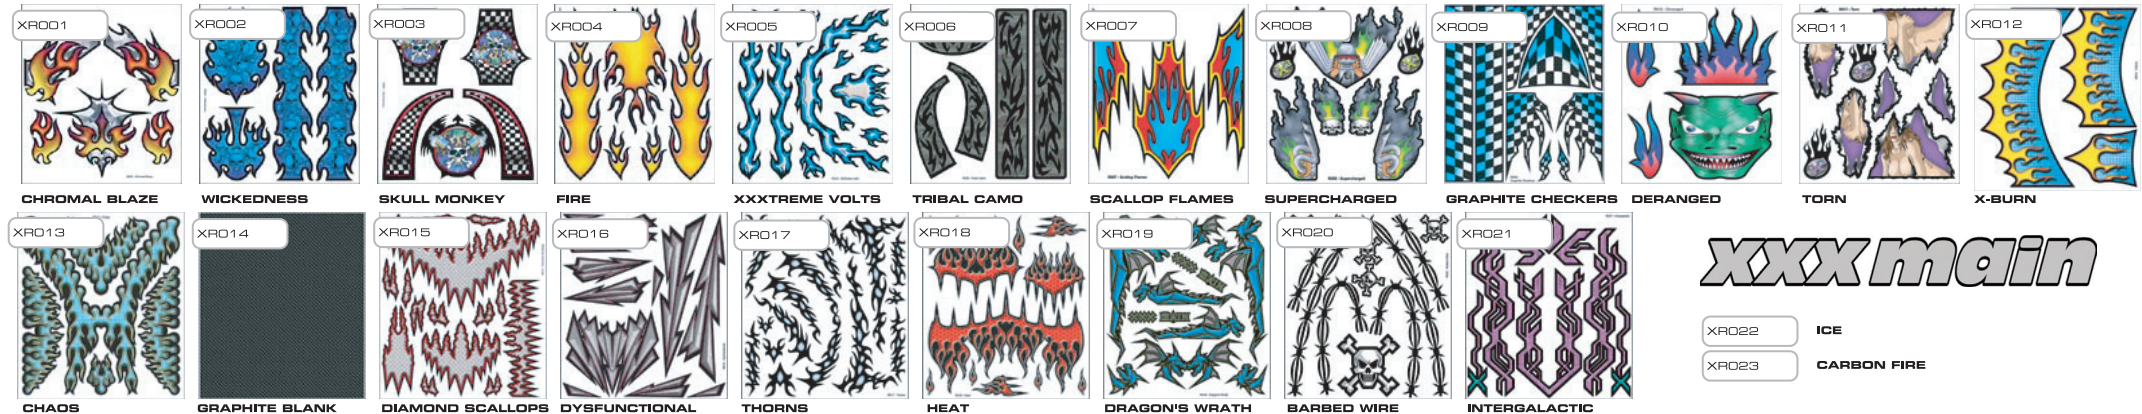 XR001 XR002 XR003 XR004 XR005 XR006 XR007 XR008 XR009 XR010 XR011 XR012
CHROMAL BLAZE WICKEDNESS SKULL MONKEY FIRE XXXTREME VOLTS TRIBAL CAMO SCALLOP FLAMES SUPERCHARGED GRAPHITE CHECKERS DERANGED TORN X-BURN
XR013 XR014 XR015 XR016 XR017 XR018 XR019 XR020 XR021
CHAOS GRAPHITE BLANK DIAMOND SCALLOPS DYSFUNCTIONAL THORNS HEAT DRAGON'S WRATH BARBED WIRE INTERGALACTIC
xxx main
XR022 ICE
XR023 CARBON FIRE